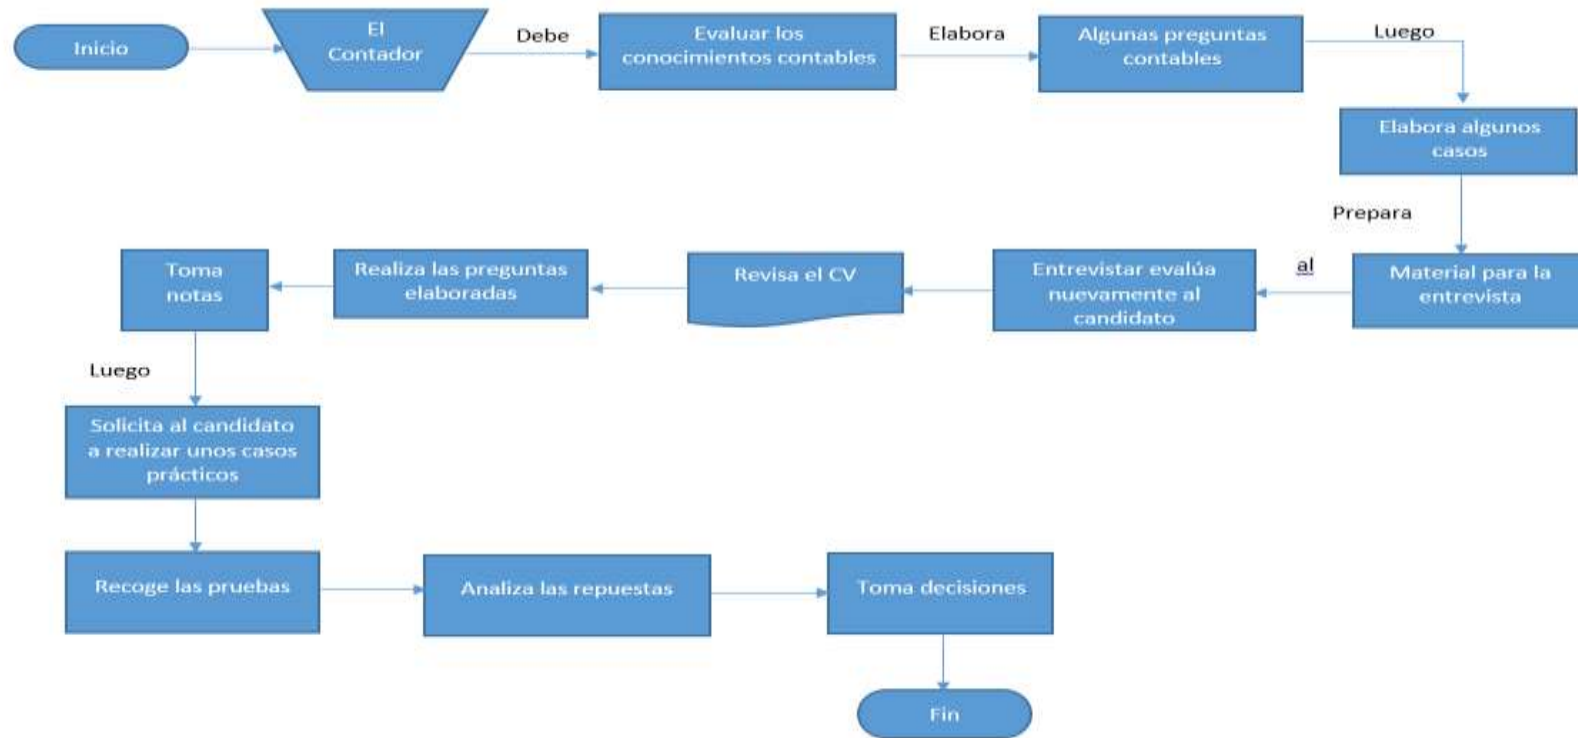 Inicio
El
Contador
Debe
Evaluar los
conocimientos contables
Elabora
Algunas preguntas
contables
Luego
Elabora algunos
casos
Prepara
Material para la
entrevista
al
Entrevistar evalúa
nuevamente al
candidato
Revisa el CV
Realiza las preguntas
elaboradas
Toma
notas
Luego
Solicita al candidato
a realizar unos casos
prácticos
Recoge las pruebas
Analiza las repuestas
Toma decisiones
Fin